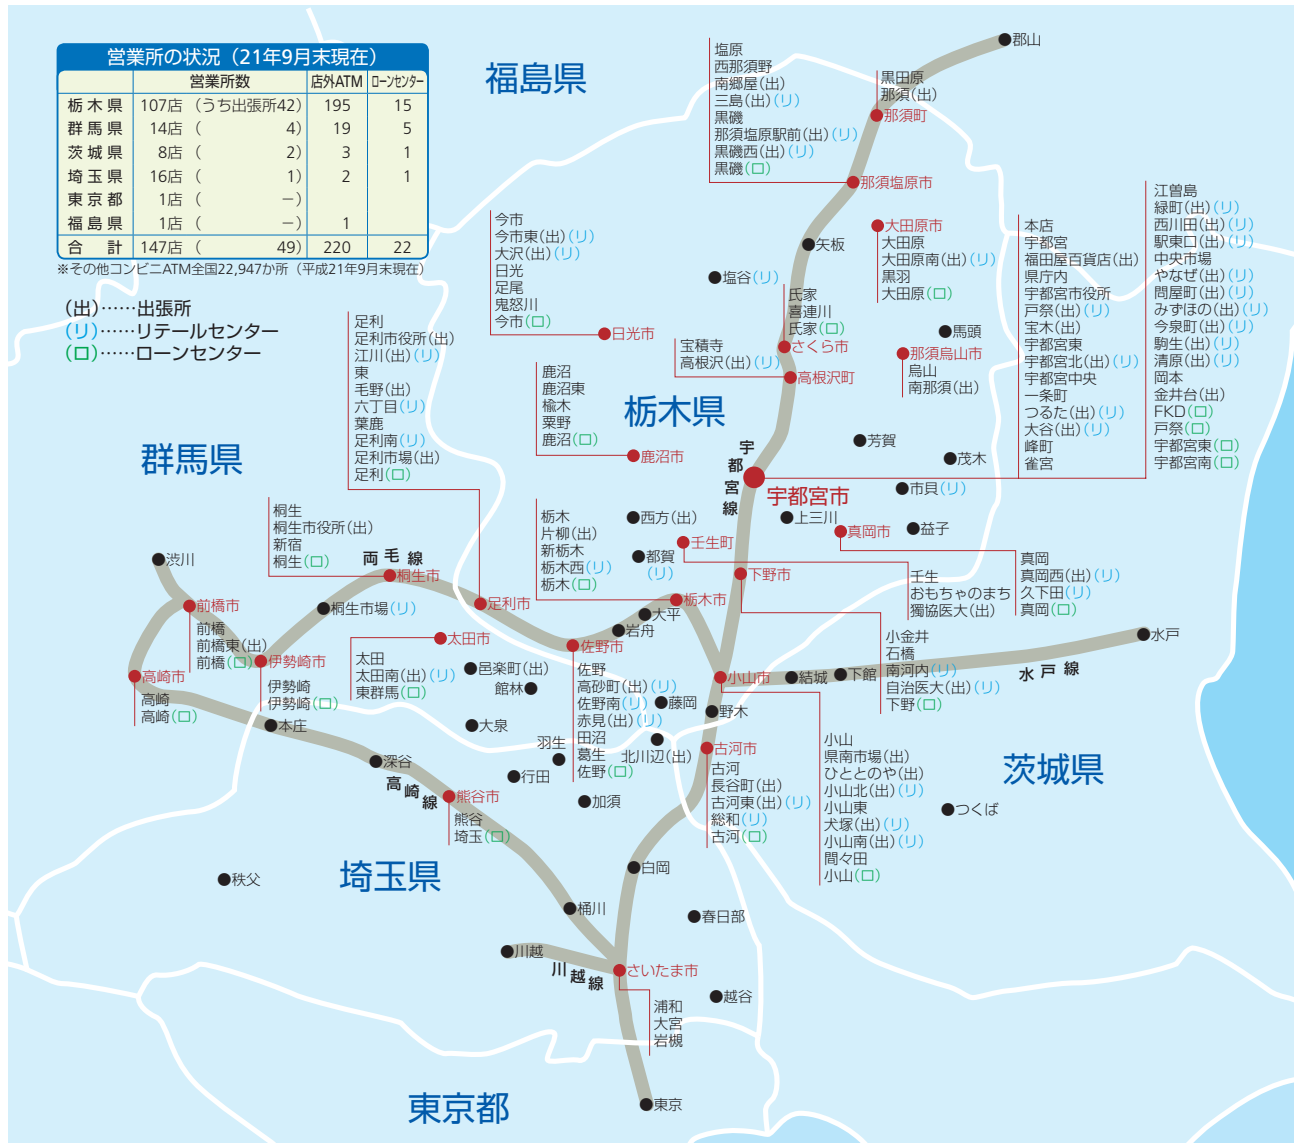 営業所の状況（21年9月末現在）
営業所数 店外ATM ローンセンター
栃木県 107店 （うち出張所42） 195 15
群馬県 14店 （ 4） 19 5
茨城県 8店 （ 2） 3 1
埼玉県 16店 （ 1） 2 1
東京都 1店 （ －）
福島県 1店 （ －） 1
合計 147店 （ 49） 220 22
※その他コンビニATM全国22,947か所（平成21年9月末現在）
(出)……出張所
(リ)……リテールセンター
(ロ)……ローンセンター
福島県
郡山
黒田原
那須(出)
那須町
塩原
西那須野
南郷屋(出)
三島(出)(リ)
黒磯
那須塩原駅前(出)(リ)
黒磯西(出)(リ)
黒磯(ロ)
那須塩原市
大田原市
大田原
大田原南(出)(リ)
黒羽
大田原(ロ)
矢板
塩谷(リ)
今市
今市東(出)(リ)
大沢(出)(リ)
日光
足尾
鬼怒川
今市(ロ)
日光市
氏家
喜連川
氏家(ロ)
さくら市
宝積寺
高根沢(出)(リ)
高根沢町
馬頭
那須烏山市
烏山
南那須(出)
本店
宇都宮
福田屋百貨店(出)
県庁内
宇都宮市役所
戸祭(出)(リ)
宝木(出)
宇都宮東
宇都宮北(出)(リ)
宇都宮中央
一条町
つるた(出)(リ)
大谷(出)(リ)
峰町
雀宮
江曽島
緑町(出)(リ)
西川田(出)(リ)
駅東口(出)(リ)
中央市場
やなぜ(出)(リ)
問屋町(出)(リ)
みずほの(出)(リ)
今泉町(出)(リ)
駒生(出)(リ)
清原(出)(リ)
岡本
金井台(出)
FKD(ロ)
戸祭(ロ)
宇都宮東(ロ)
宇都宮南(ロ)
栃木県
鹿沼
鹿沼東
楡木
粟野
鹿沼(ロ)
鹿沼市
宇都宮線
宇都宮市
芳賀
茂木
市貝(リ)
益子
上三川
真岡市
真岡
真岡西(出)(リ)
久下田(リ)
真岡(ロ)
西方(出)
都賀
(リ)
壬生町
壬生
おもちゃのまち
獨協医大(出)
下野市
小金井
石橋
南河内(リ)
自治医大(出)(リ)
下野(ロ)
栃木
片柳(出)
新栃木
栃木西(リ)
栃木(ロ)
栃木市
大平
岩舟
群馬県
足利
足利市役所(出)
江川(出)(リ)
東
毛野(出)
六丁目(リ)
葉鹿
足利南(リ)
足利市場(出)
足利(ロ)
足利市
桐生
桐生市役所(出)
新宿
桐生(ロ)
両毛線
桐生市
桐生市場(リ)
渋川
前橋市
前橋
前橋東(出)
前橋(ロ)
伊勢崎市
伊勢崎
伊勢崎(ロ)
高崎市
高崎
高崎(ロ)
太田市
太田
太田南(出)(リ)
東群馬(ロ)
邑楽町(出)
館林
大泉
佐野市
佐野
高砂町(出)(リ)
佐野南(リ)
赤見(出)(リ)
田沼
葛生
佐野(ロ)
藤岡
北川辺(出)
小山市
小山
県南市場(出)
ひととのや(出)
小山北(出)(リ)
小山東
犬塚(出)(リ)
小山南(出)(リ)
間々田
小山(ロ)
結城
下館
水戸線
水戸
野木
古河市
古河
長谷町(出)
古河東(出)(リ)
総和(リ)
古河(ロ)
茨城県
つくば
本庄
深谷
高崎線
熊谷市
熊谷
埼玉(ロ)
羽生
行田
加須
埼玉県
秩父
白岡
桶川
春日部
川越
川越線
さいたま市
浦和
大宮
岩槻
越谷
東京都
東京